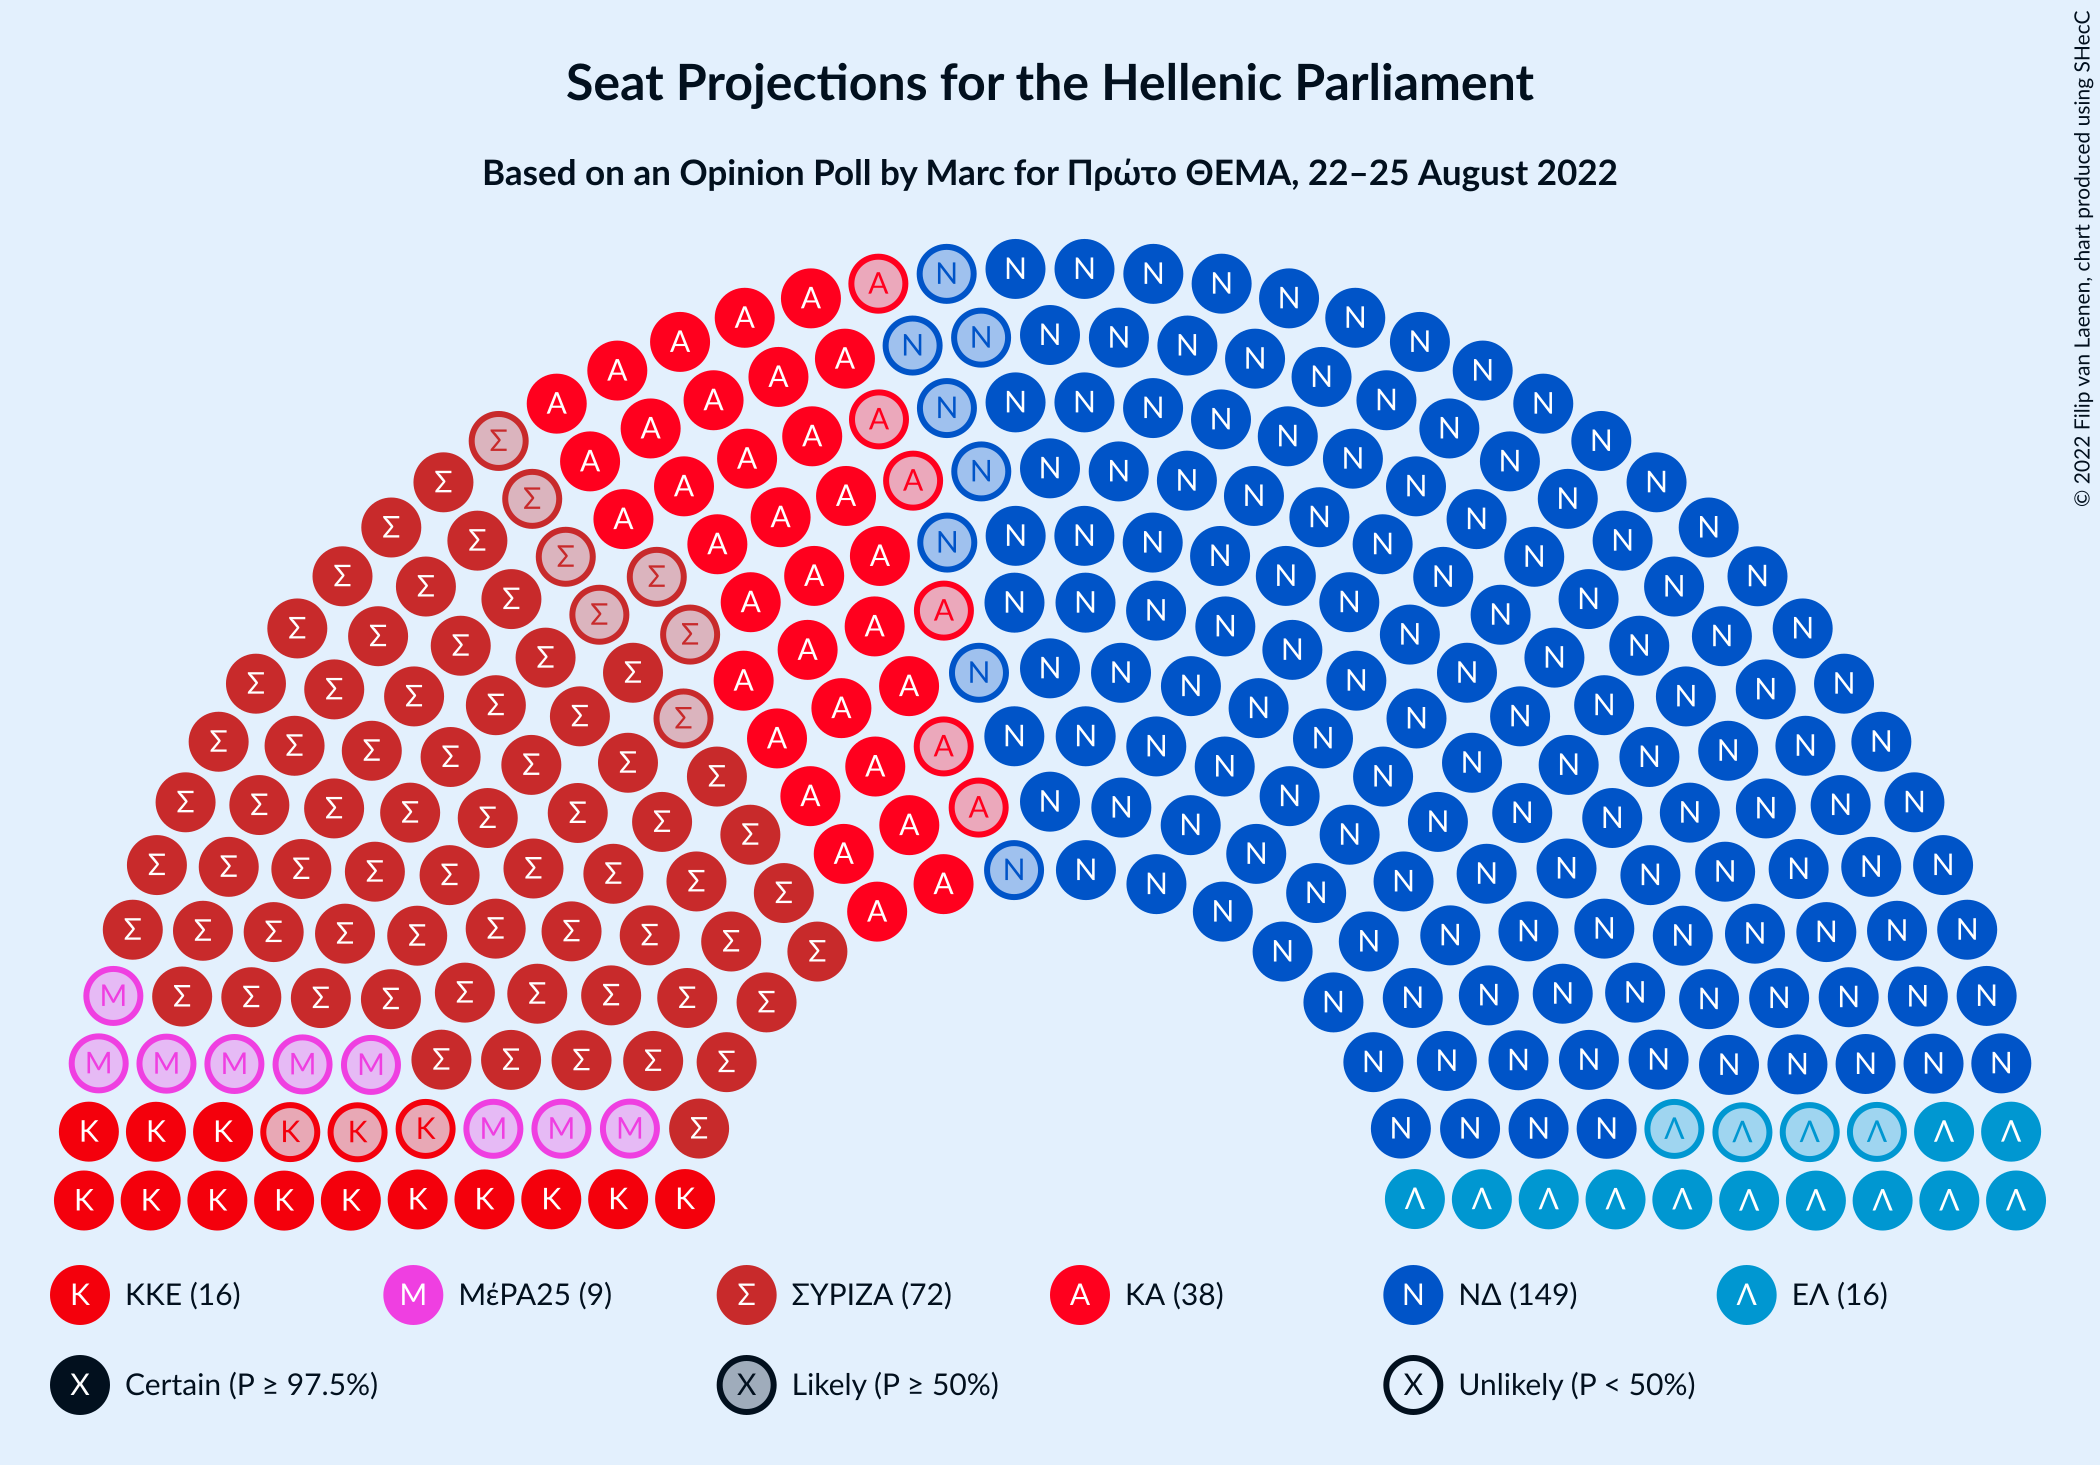 Seat Projections for the Hellenic Parliament
Based on an Opinion Poll by Marc for Πρώτο ΘΕΜΑ, 22–25 August 2022
© 2022 Filip van Laenen, chart produced using SHecC
Κ ΚΚΕ (16) Μ ΜέΡΑ25 (9) Σ ΣΥΡΙΖΑ (72) Α ΚΑ (38) Ν ΝΔ (149) Λ ΕΛ (16)
X Certain (P ≥ 97.5%) X Likely (P ≥ 50%) X Unlikely (P < 50%)